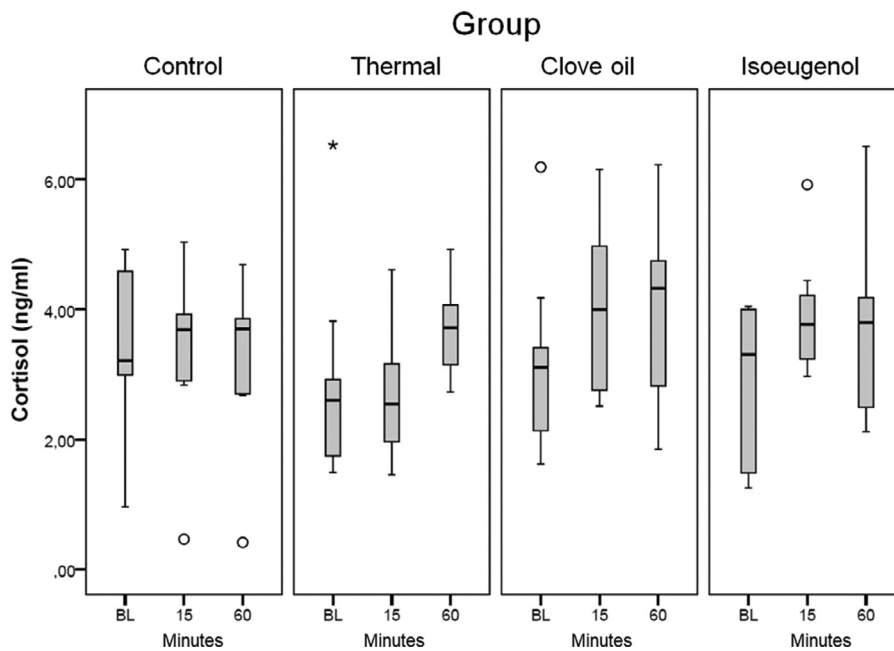 Group
Control Thermal Clove oil Isoeugenol
Cortisol (ng/ml)
6,00
4,00
2,00
,00
BL 15 60 BL 15 60 BL 15 60 BL 15 60
Minutes Minutes Minutes Minutes